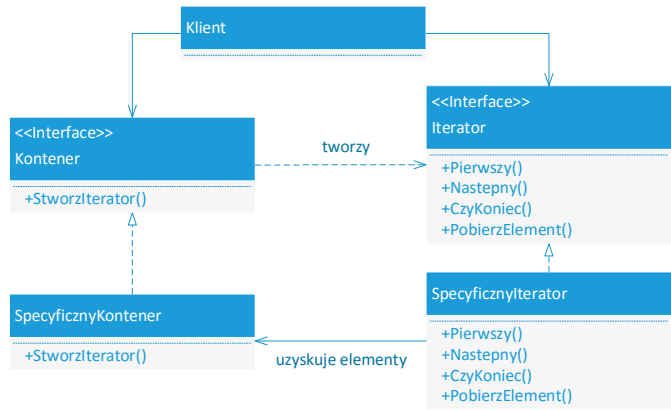 Klient
<<Interface>>
Kontener
+StworzIterator()
tworzy
<<Interface>>
Iterator
+Pierwszy()
+Nastepny()
+CzyKoniec()
+PobierzElement()
SpecyficznyKontener
+StworzIterator()
uzyskuje elementy
SpecyficznyIterator
+Pierwszy()
+Nastepny()
+CzyKoniec()
+PobierzElement()